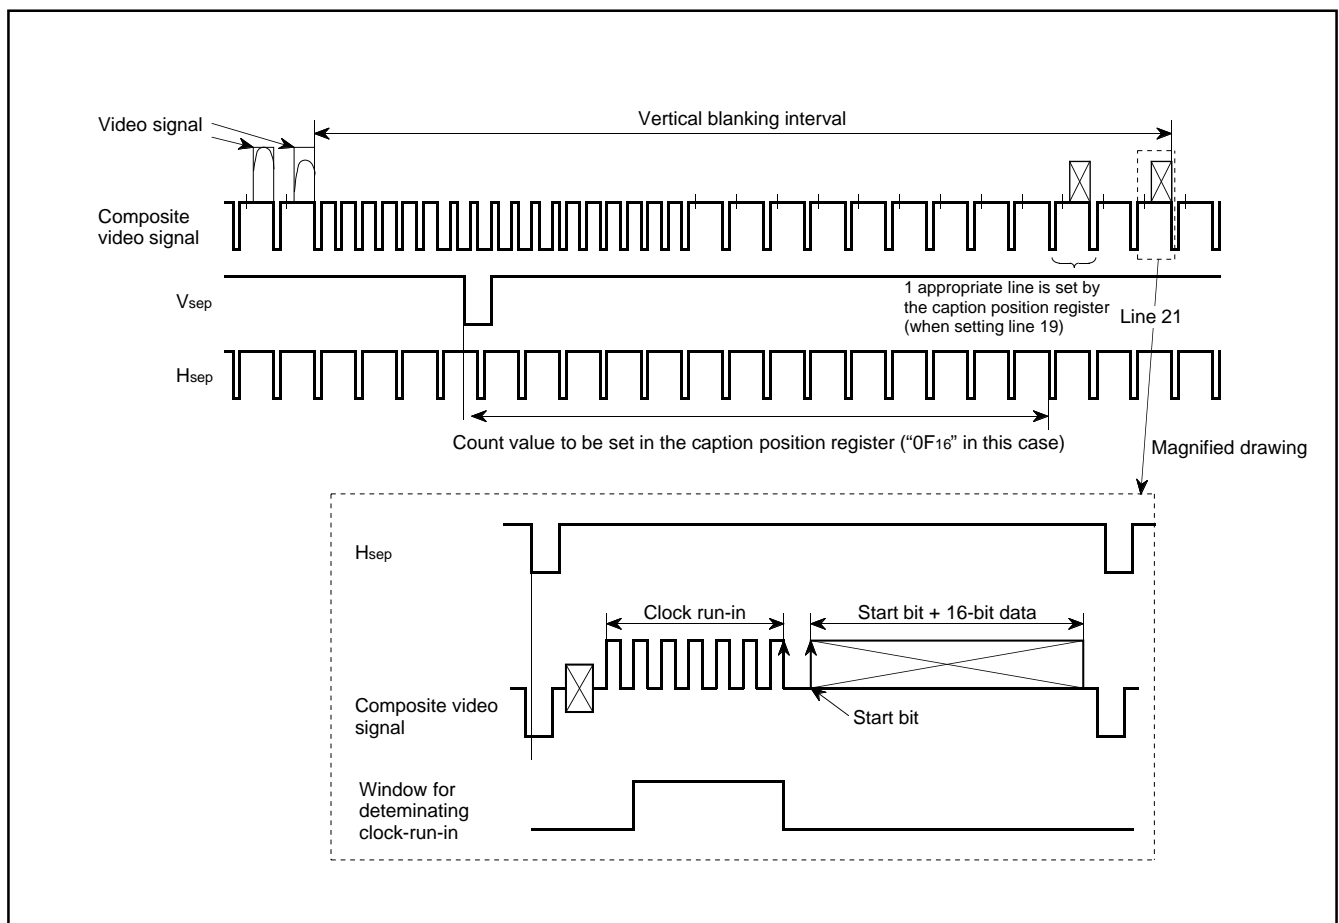 Video signal
Vertical blanking interval
Composite
video signal
Vsep
1 appropriate line is set by
the caption position register
(when setting line 19)
Line 21
Hsep
Count value to be set in the caption position register (“0F16” in this case)
Magnified drawing
Hsep
Clock run-in
Start bit + 16-bit data
Composite video
signal
Start bit
Window for
deteminating
clock-run-in